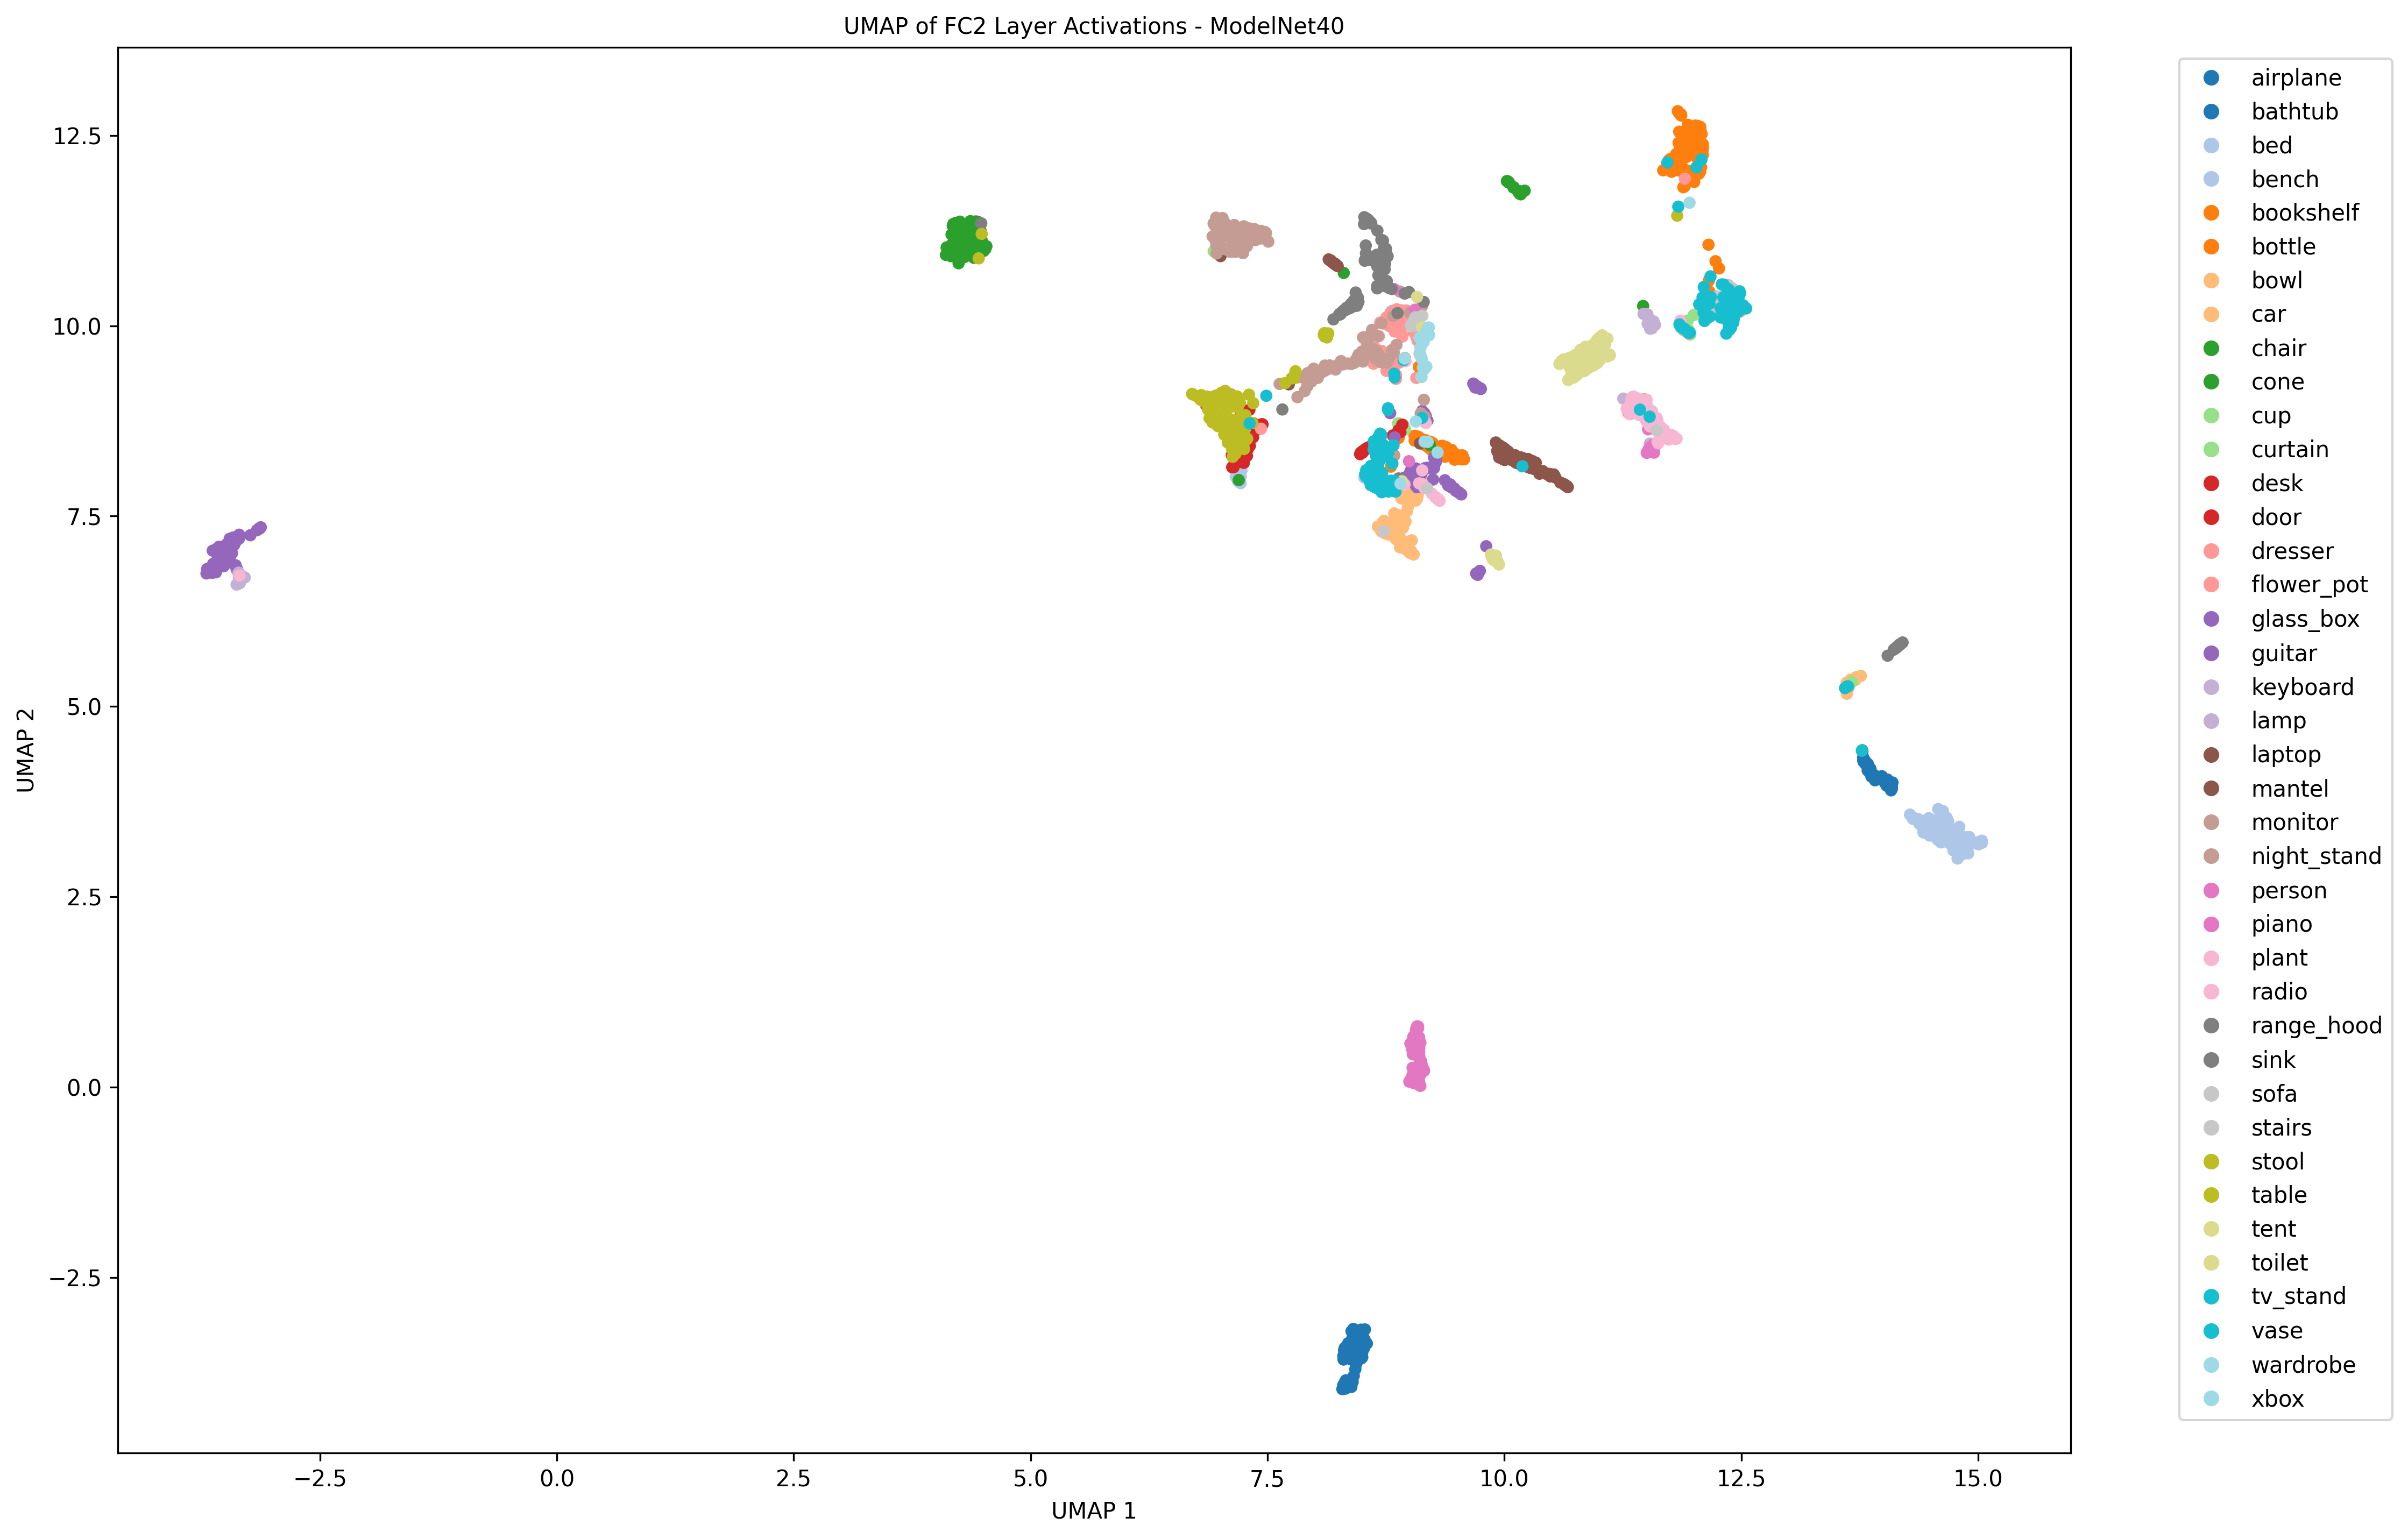 UMAP of FC2 Layer Activations - ModelNet40
12.5
10.0
7.5
5.0
2.5
0.0
−2.5
UMAP 2
−2.5
0.0
2.5
5.0
7.5
10.0
12.5
15.0
UMAP 1
airplane
bathtub
bed
bench
bookshelf
bottle
bowl
car
chair
cone
cup
curtain
desk
door
dresser
flower_pot
glass_box
guitar
keyboard
lamp
laptop
mantel
monitor
night_stand
person
piano
plant
radio
range_hood
sink
sofa
stairs
stool
table
tent
toilet
tv_stand
vase
wardrobe
xbox